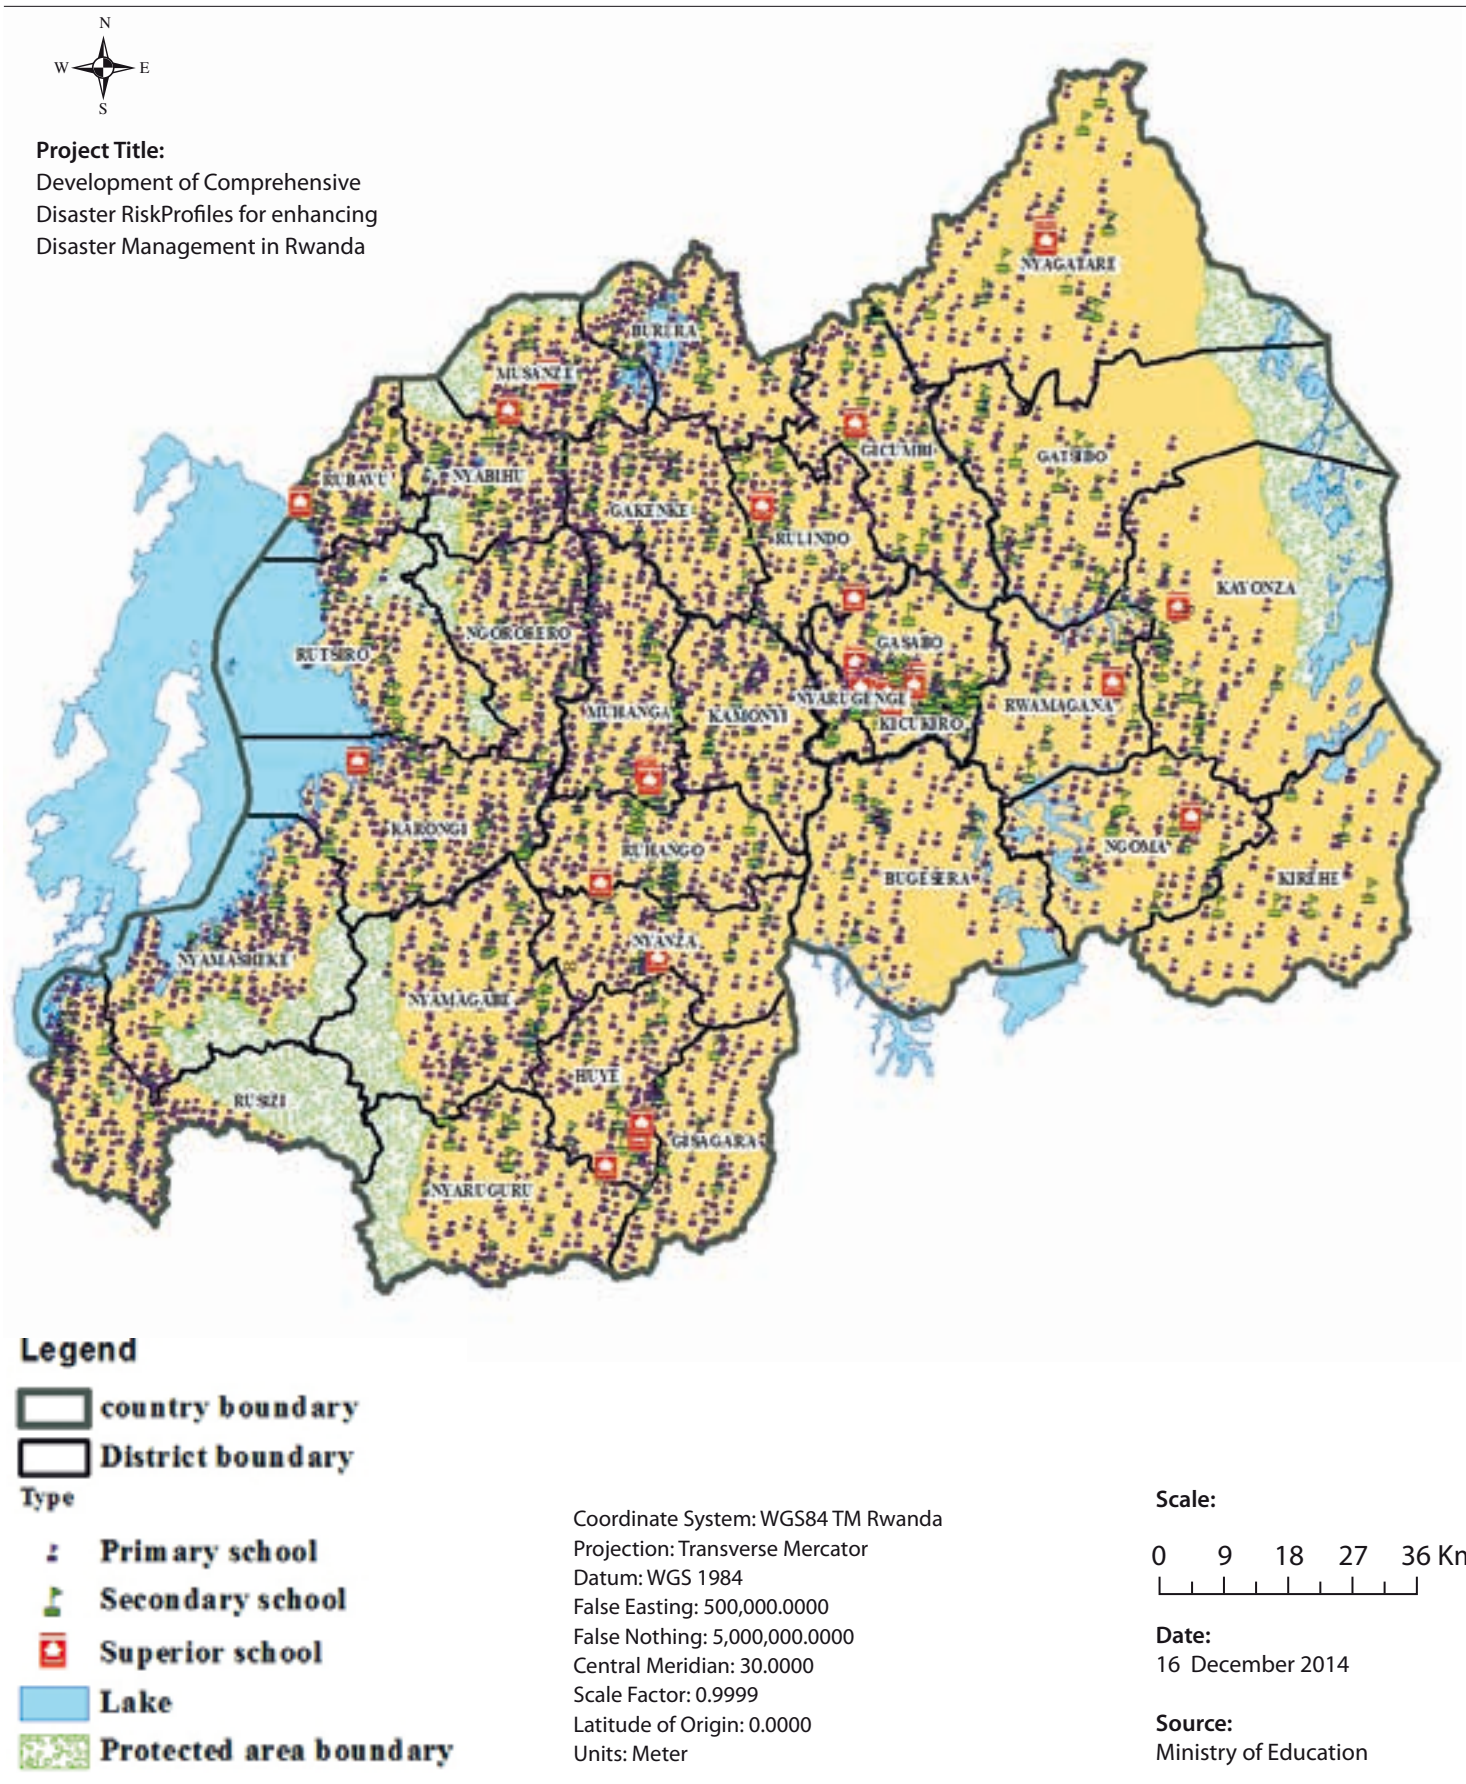 N
W E
S
Project Title:
Development of Comprehensive
Disaster RiskProfiles for enhancing
Disaster Management in Rwanda
NYAGATARE
BURERA
MUSANZE
GICUMBI
GATSIBO
RUBAVU
NYABIHU
GAKENKE
RULINDO
KAYONZA
NGORORERO
GASABO
RUTSIRO
NYARUGENGE
RWAMAGANA
MUHANGA
KAMONYI
KICUKIRO
KARONGI
RUHANGO
NGOMA
BUGESERA
KIREHE
NYANZA
NYAMASHEKE
NYAMAGABE
HUYE
RUSIZI
GISAGARA
NYARUGURU
Legend
country boundary
District boundary
Type
Primary school
Secondary school
Superior school
Lake
Protected area boundary
Coordinate System: WGS84 TM Rwanda
Projection: Transverse Mercator
Datum: WGS 1984
False Easting: 500,000.0000
False Nothing: 5,000,000.0000
Central Meridian: 30.0000
Scale Factor: 0.9999
Latitude of Origin: 0.0000
Units: Meter
Scale:
0 9 18 27 36 Km
Date:
16 December 2014
Source:
Ministry of Education